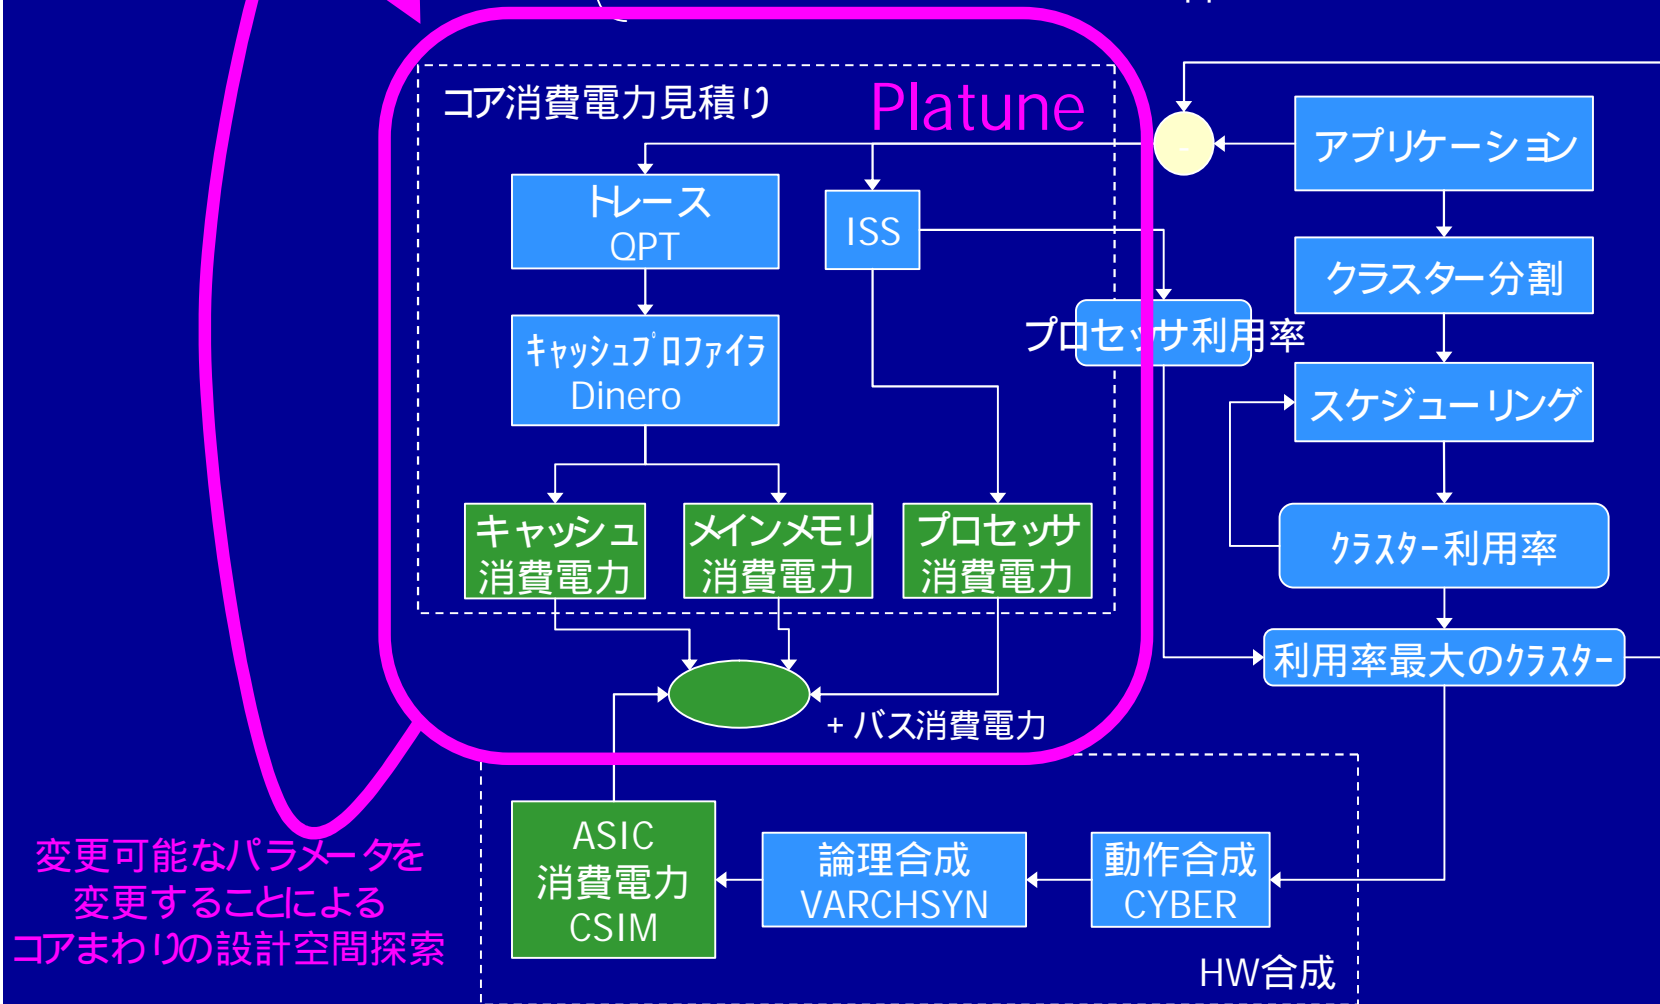 コア消費電力見積り
Platune
トレース
QPT
ISS
キャッシュプロファイラ
Dinero
キャッシュ
消費電力
メインメモリ
消費電力
プロセッサ
消費電力
+ バス消費電力
プロセッサ利用率
-
アプリケーション
クラスター分割
スケジューリング
クラスター利用率
利用率最大のクラスター
ASIC
消費電力
CSIM
論理合成
VARCHSYN
動作合成
CYBER
HW合成
変更可能なパラメータを
変更することによる
コアまわりの設計空間探索